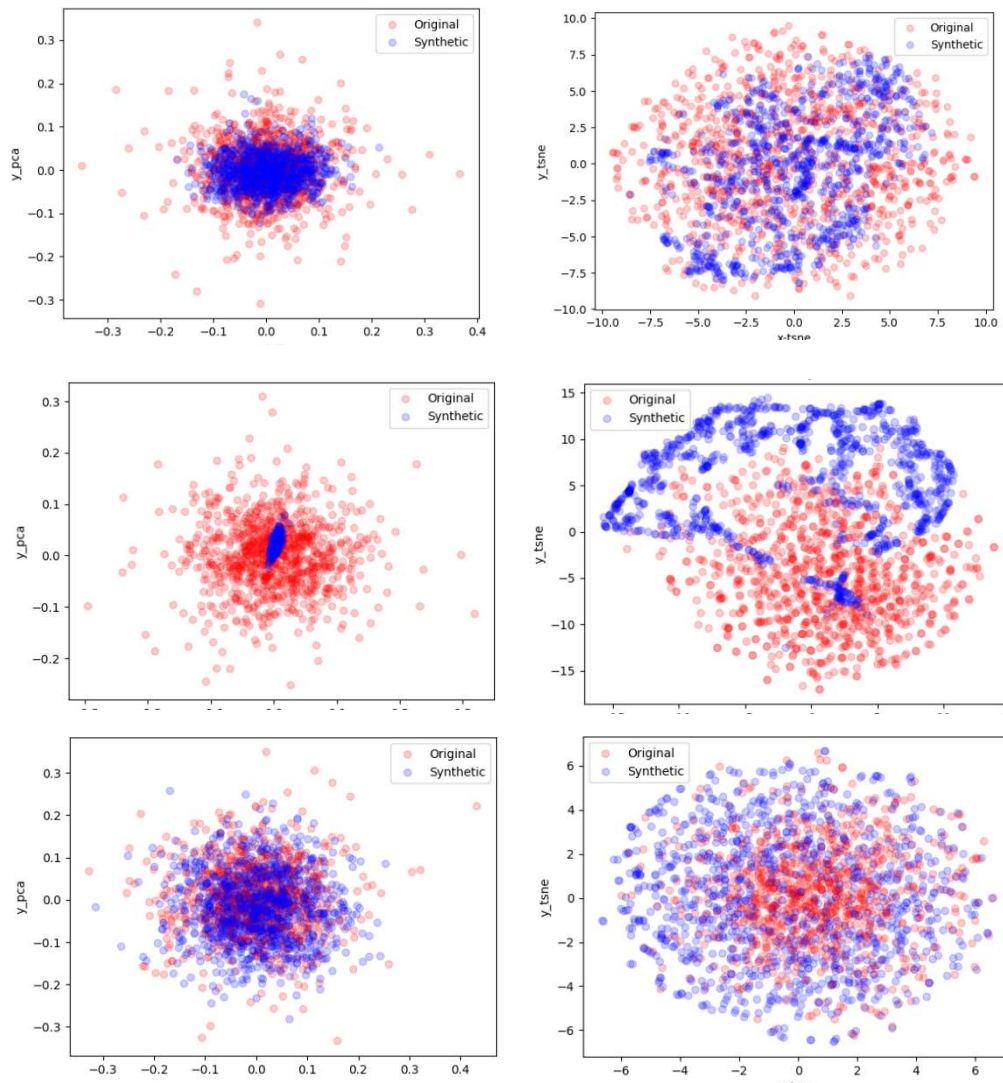 Original
Synthetic
y_pca
0.3
0.2
0.1
0.0
−0.1
−0.2
−0.3
−0.3 −0.2 −0.1 0.0 0.1 0.2 0.3 0.4
Original
Synthetic
y_tsne
10.0
7.5
5.0
2.5
0.0
−2.5
−5.0
−7.5
−10.0
−10.0 −7.5 −5.0 −2.5 0.0 2.5 5.0 7.5 10.0
x-tsne
Original
Synthetic
y_pca
0.3
0.2
0.1
0.0
−0.1
−0.2
Original
Synthetic
y_tsne
15
10
5
0
−5
−10
−15
Original
Synthetic
y_pca
0.3
0.2
0.1
0.0
−0.1
−0.2
−0.3
−0.3 −0.2 −0.1 0.0 0.1 0.2 0.3 0.4
Original
Synthetic
y_tsne
6
4
2
0
−2
−4
−6
−6 −4 −2 0 2 4 6